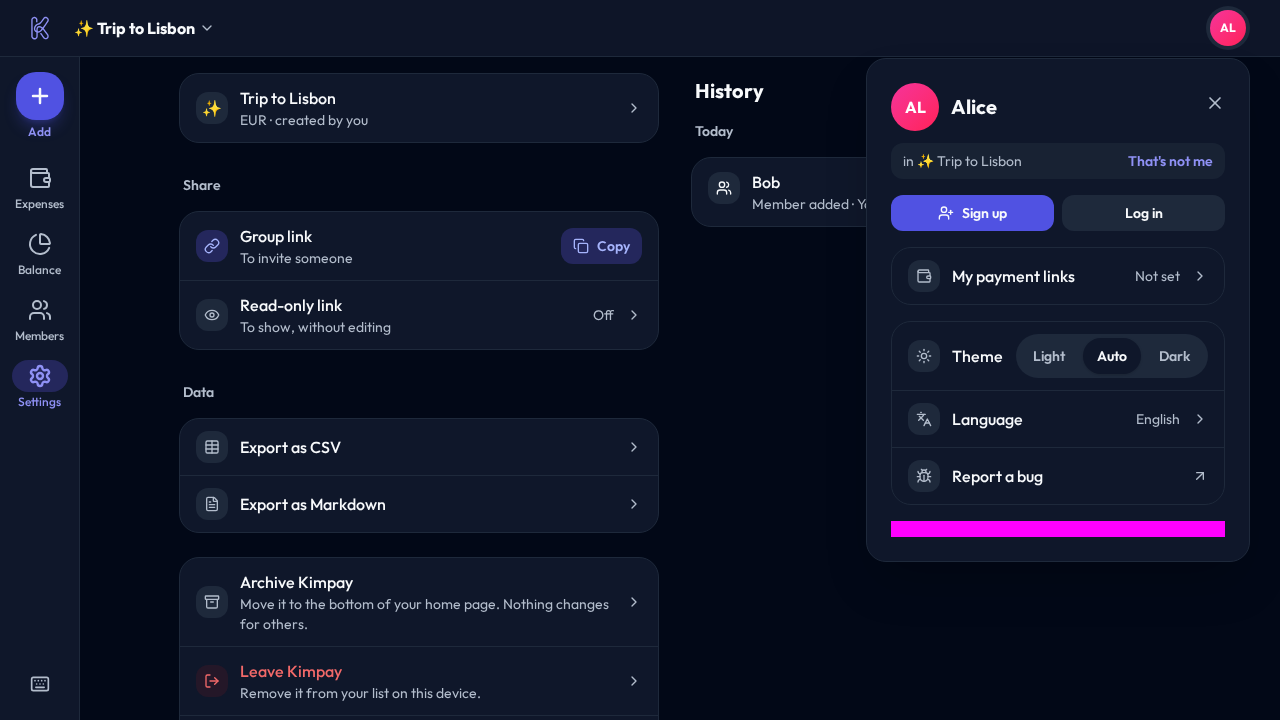 ✨ Trip to Lisbon
AL
Add
Expenses
Balance
Members
Settings
Trip to Lisbon
EUR · created by you
Share
Group link
To invite someone
Copy
Read-only link
To show, without editing
Off
Data
Export as CSV
Export as Markdown
Archive Kimpay
Move it to the bottom of your home page. Nothing changes
for others.
Leave Kimpay
Remove it from your list on this device.
History
Today
Bob
Member added ·
AL
Alice
in ✨ Trip to Lisbon
That's not me
Sign up
Log in
My payment links
Not set
Theme
Light
Auto
Dark
Language
English
Report a bug